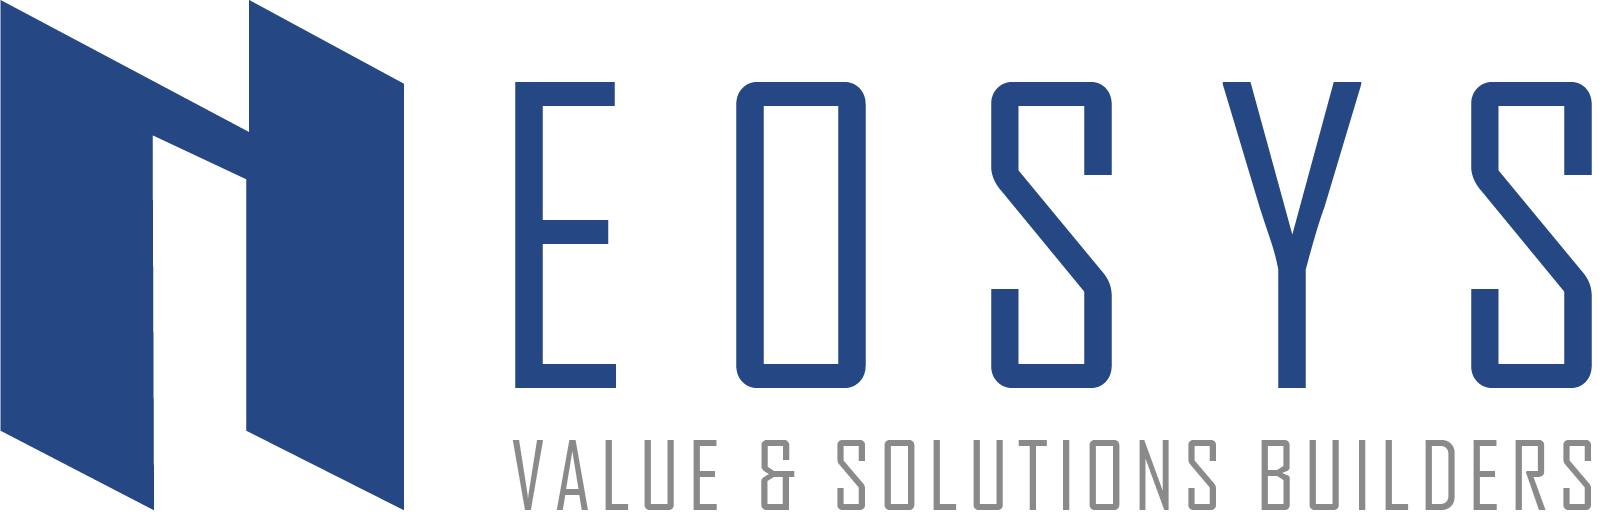 NEOSYS
VALUE & SOLUTIONS BUILDERS